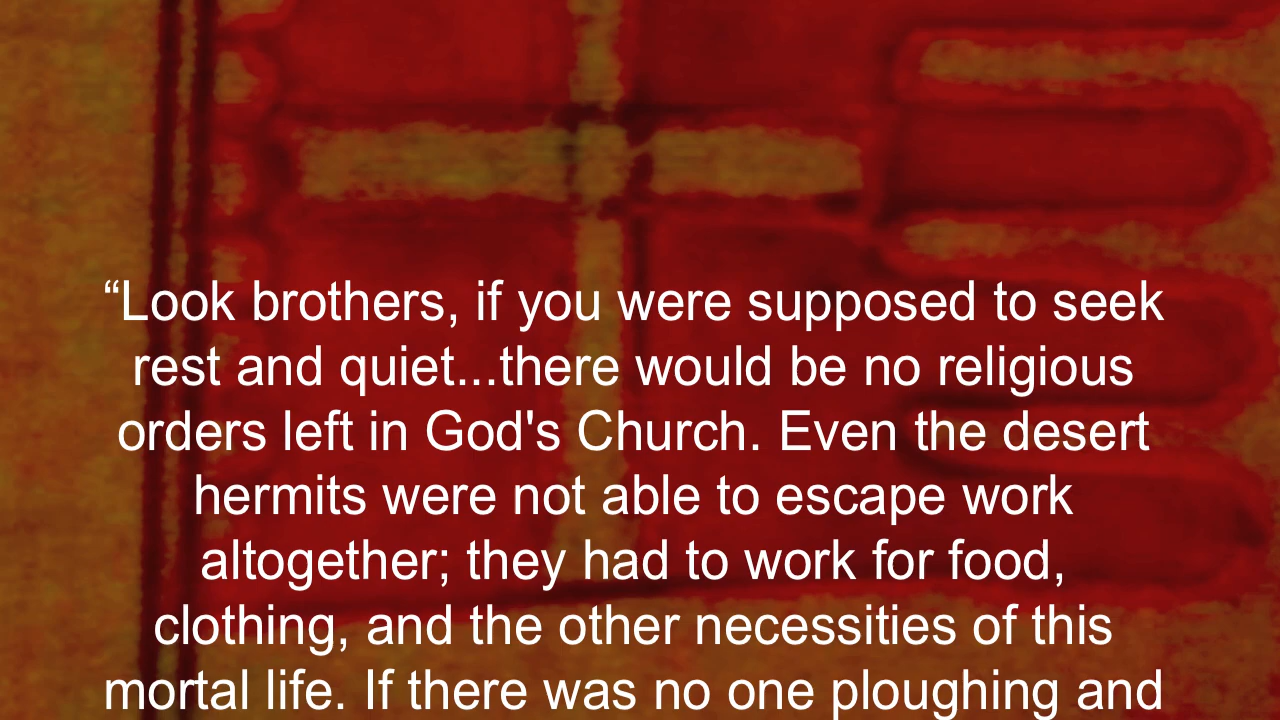 “Look brothers, if you were supposed to seek
rest and quiet...there would be no religious
orders left in God's Church. Even the desert
hermits were not able to escape work
altogether; they had to work for food,
clothing, and the other necessities of this
mortal life. If there was no one ploughing and